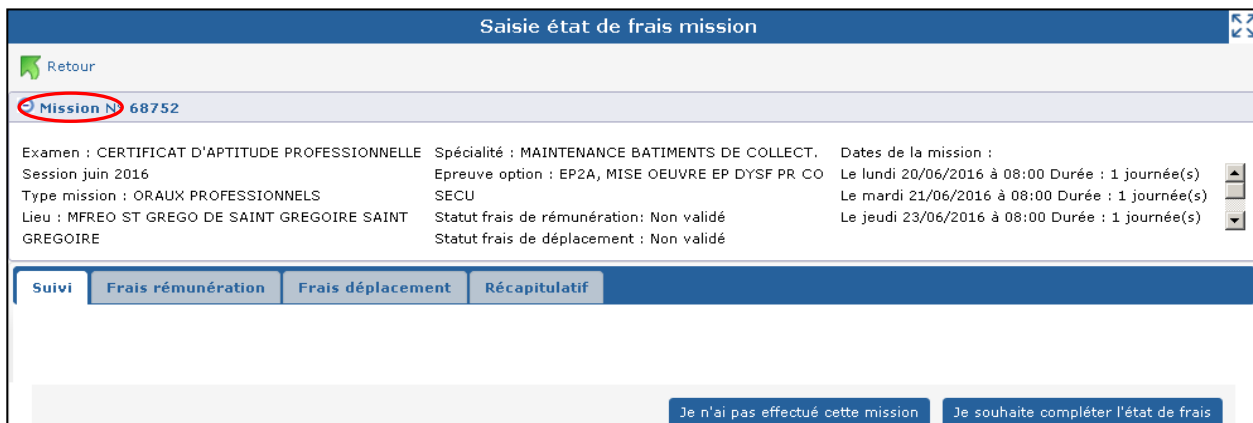 Saisie état de frais mission
Retour
Mission N° 68752
Examen : CERTIFICAT D'APTITUDE PROFESSIONNELLE
Session juin 2016
Type mission : ORAUX PROFESSIONNELS
Lieu : MFREO ST GREGO DE SAINT GREGOIRE SAINT
GREGOIRE
Spécialité : MAINTENANCE BATIMENTS DE COLLECT.
Epreuve option : EP2A, MISE OEUVRE EP DYSF PR CO
SECU
Statut frais de rémunération: Non validé
Statut frais de déplacement : Non validé
Dates de la mission :
Le lundi 20/06/2016 à 08:00 Durée : 1 journée(s)
Le mardi 21/06/2016 à 08:00 Durée : 1 journée(s)
Le jeudi 23/06/2016 à 08:00 Durée : 1 journée(s)
Suivi Frais rémunération Frais déplacement Récapitulatif
Je n'ai pas effectué cette mission Je souhaite compléter l'état de frais